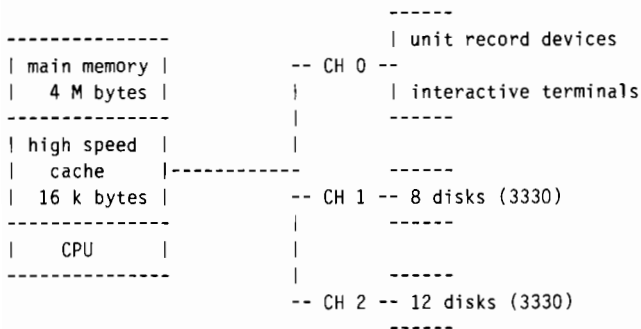 unit record devices
main memory
CH 0
4 M bytes
interactive terminals
high speed
cache
16 k bytes
CH 1 -- 8 disks (3330)
CPU
CH 2 -- 12 disks (3330)